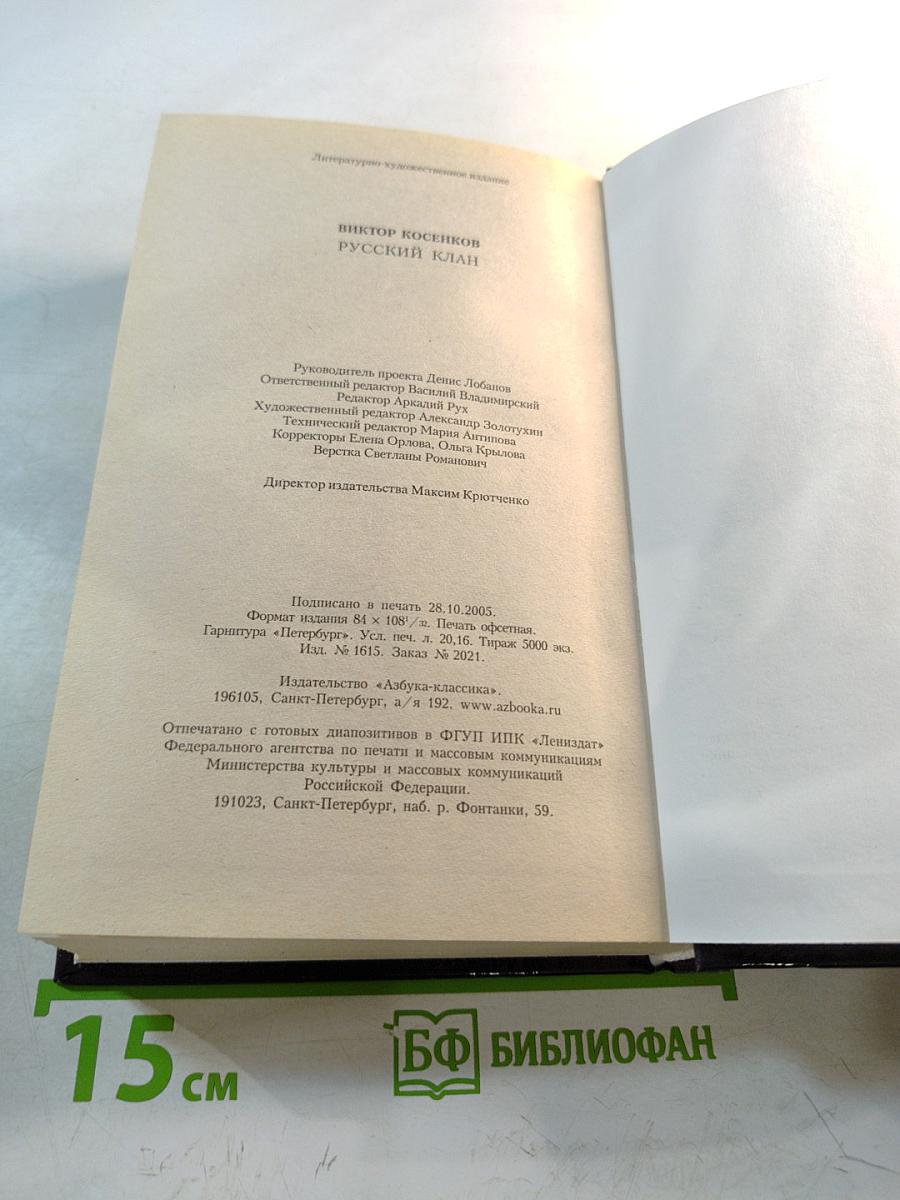 Литературно-художественное издание
ВИКТОР КОСЕНКОВ
РУССКИЙ КЛАН
Руководитель проекта Денис Лобанов
Ответственный редактор Василий Владимирский
Редактор Аркадий Рух
Художественный редактор Александр Золотухин
Технический редактор Мария Антипова
Корректоры Елена Орлова, Ольга Крылова
Верстка Светланы Романович
Директор издательства Максим Крютченко
Подписано в печать 28.10.2005.
Формат издания 84 × 108¹/₃₂. Печать офсетная.
Гарнитура «Петербург». Усл. печ. л. 20,16. Тираж 5000 экз.
Изд. № 1615. Заказ № 2021.
Издательство «Азбука-классика».
196105, Санкт-Петербург, а/я 192. www.azbooka.ru
Отпечатано с готовых диапозитивов в ФГУП ИПК «Лениздат»
Федерального агентства по печати и массовым коммуникациям
Министерства культуры и массовых коммуникаций
Российской Федерации.
191023, Санкт-Петербург, наб. р. Фонтанки, 59.
15 см
БФ БИБЛИОФАН